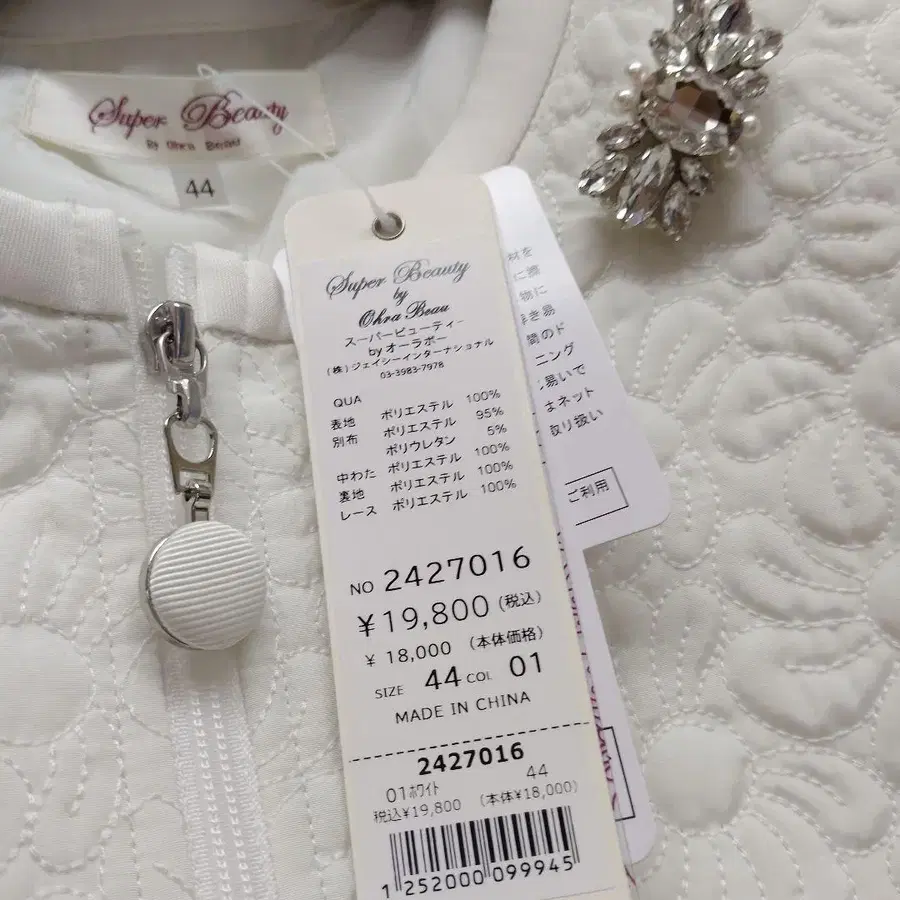 Super Beauty
By Ohra Beau
44
Super Beauty
by
Ohra Beau
スーパービューティー
by オーラボー
(株)ジェイシーインターナショナル
03-3983-7978
QUA
表地 ポリエステル 100%
別布 ポリエステル 95%
ポリウレタン 5%
中わた ポリエステル 100%
裏地 ポリエステル 100%
レース ポリエステル 100%
NO 2427016
¥19,800 (税込)
¥ 18,000 (本体価格)
SIZE 44 COL 01
MADE IN CHINA
2427016
01ホワイト 44
税込¥19,800 (本体¥18,000)
1 252000 099945
材を
に擦
物に
浮き易
間のド
ニング
易いで
まネット
取り扱い
ご利用